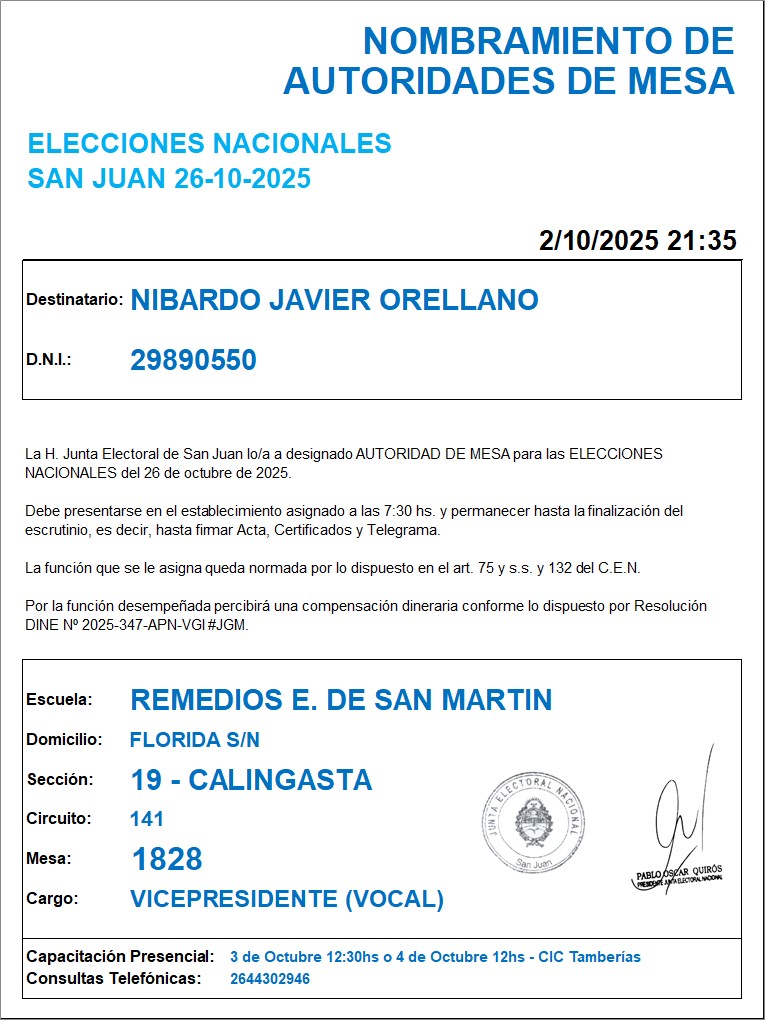 NOMBRAMIENTO DE
AUTORIDADES DE MESA
ELECCIONES NACIONALES
SAN JUAN 26-10-2025
2/10/2025 21:35
Destinatario: NIBARDO JAVIER ORELLANO
D.N.I.: 29890550
La H. Junta Electoral de San Juan lo/a a designado AUTORIDAD DE MESA para las ELECCIONES
NACIONALES del 26 de octubre de 2025.
Debe presentarse en el establecimiento asignado a las 7:30 hs. y permanecer hasta la finalización del
escrutinio, es decir, hasta firmar Acta, Certificados y Telegrama.
La función que se le asigna queda normada por lo dispuesto en el art. 75 y s.s. y 132 del C.E.N.
Por la función desempeñada percibirá una compensación dineraria conforme lo dispuesto por Resolución
DINE Nº 2025-347-APN-VGI#JGM.
Escuela: REMEDIOS E. DE SAN MARTIN
Domicilio: FLORIDA S/N
Sección: 19 - CALINGASTA
Circuito: 141
Mesa: 1828
Cargo: VICEPRESIDENTE (VOCAL)
JUNTA ELECTORAL NACIONAL
San Juan
PABLO OSCAR QUIRÓS
PRESIDENTE JUNTA ELECTORAL NACIONAL
Capacitación Presencial: 3 de Octubre 12:30hs o 4 de Octubre 12hs - CIC Tamberías
Consultas Telefónicas: 2644302946